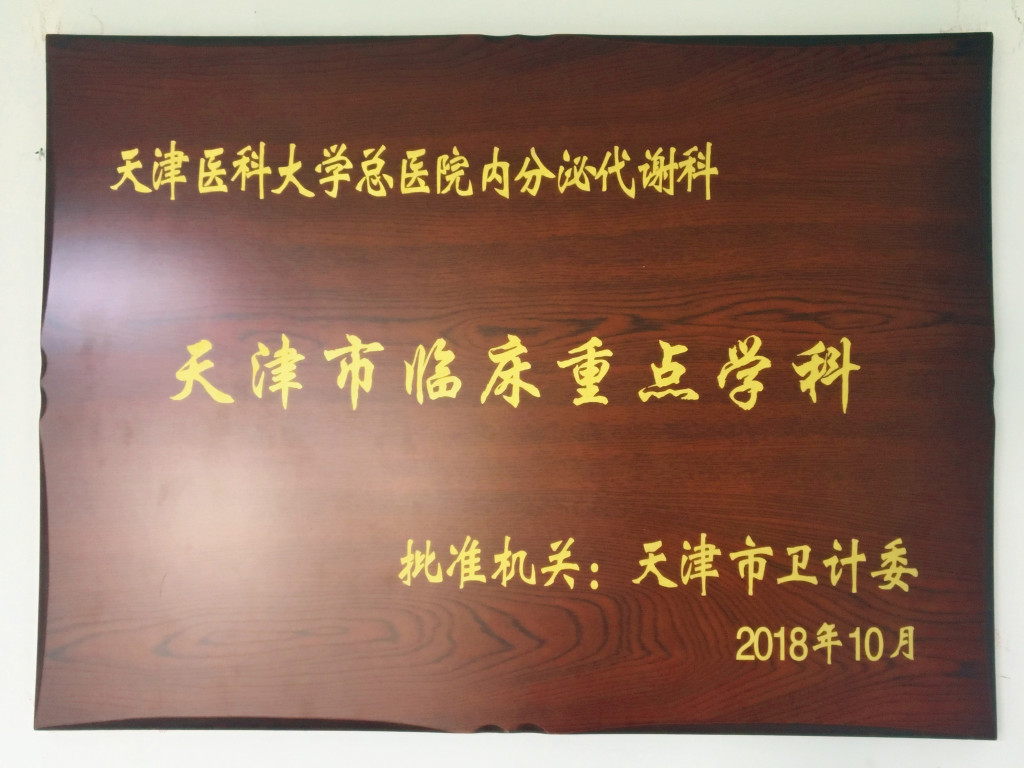 天津医科大学总医院内分泌代谢科
天津市临床重点学科
批准机关：天津市卫计委
2018年10月